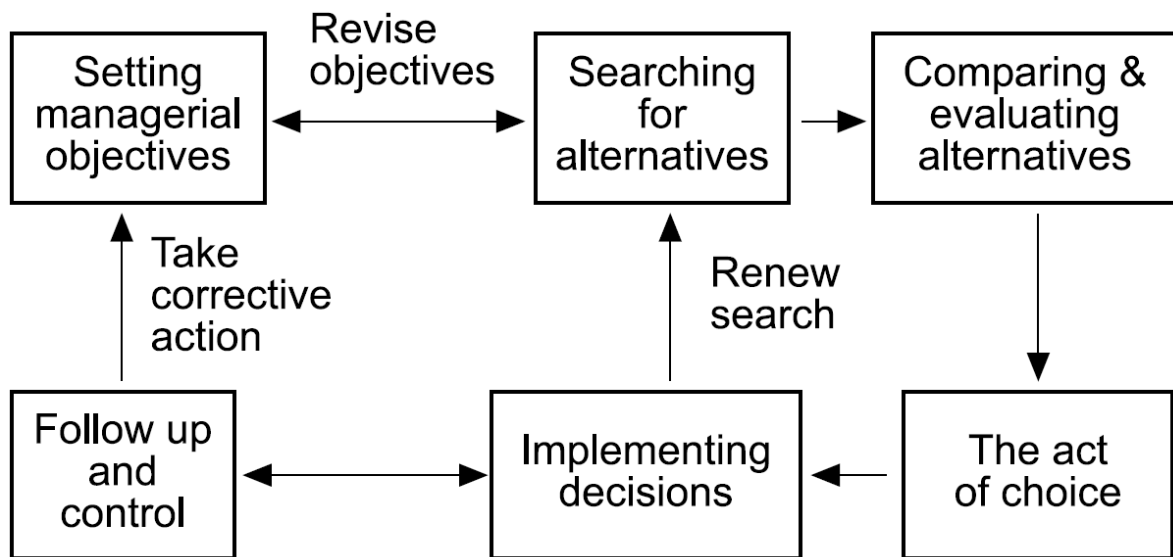 Setting
managerial
objectives
Revise
objectives
Searching
for
alternatives
Comparing &
evaluating
alternatives
Take
corrective
action
Renew
search
Follow up
and
control
Implementing
decisions
The act
of choice